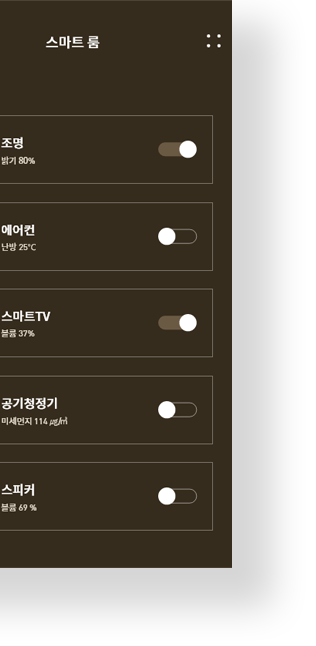 스마트 룸
조명
밝기 80%
에어컨
난방 25°C
스마트TV
볼륨 37%
공기청정기
미세먼지 114 ㎍/㎥
스피커
볼륨 69 %